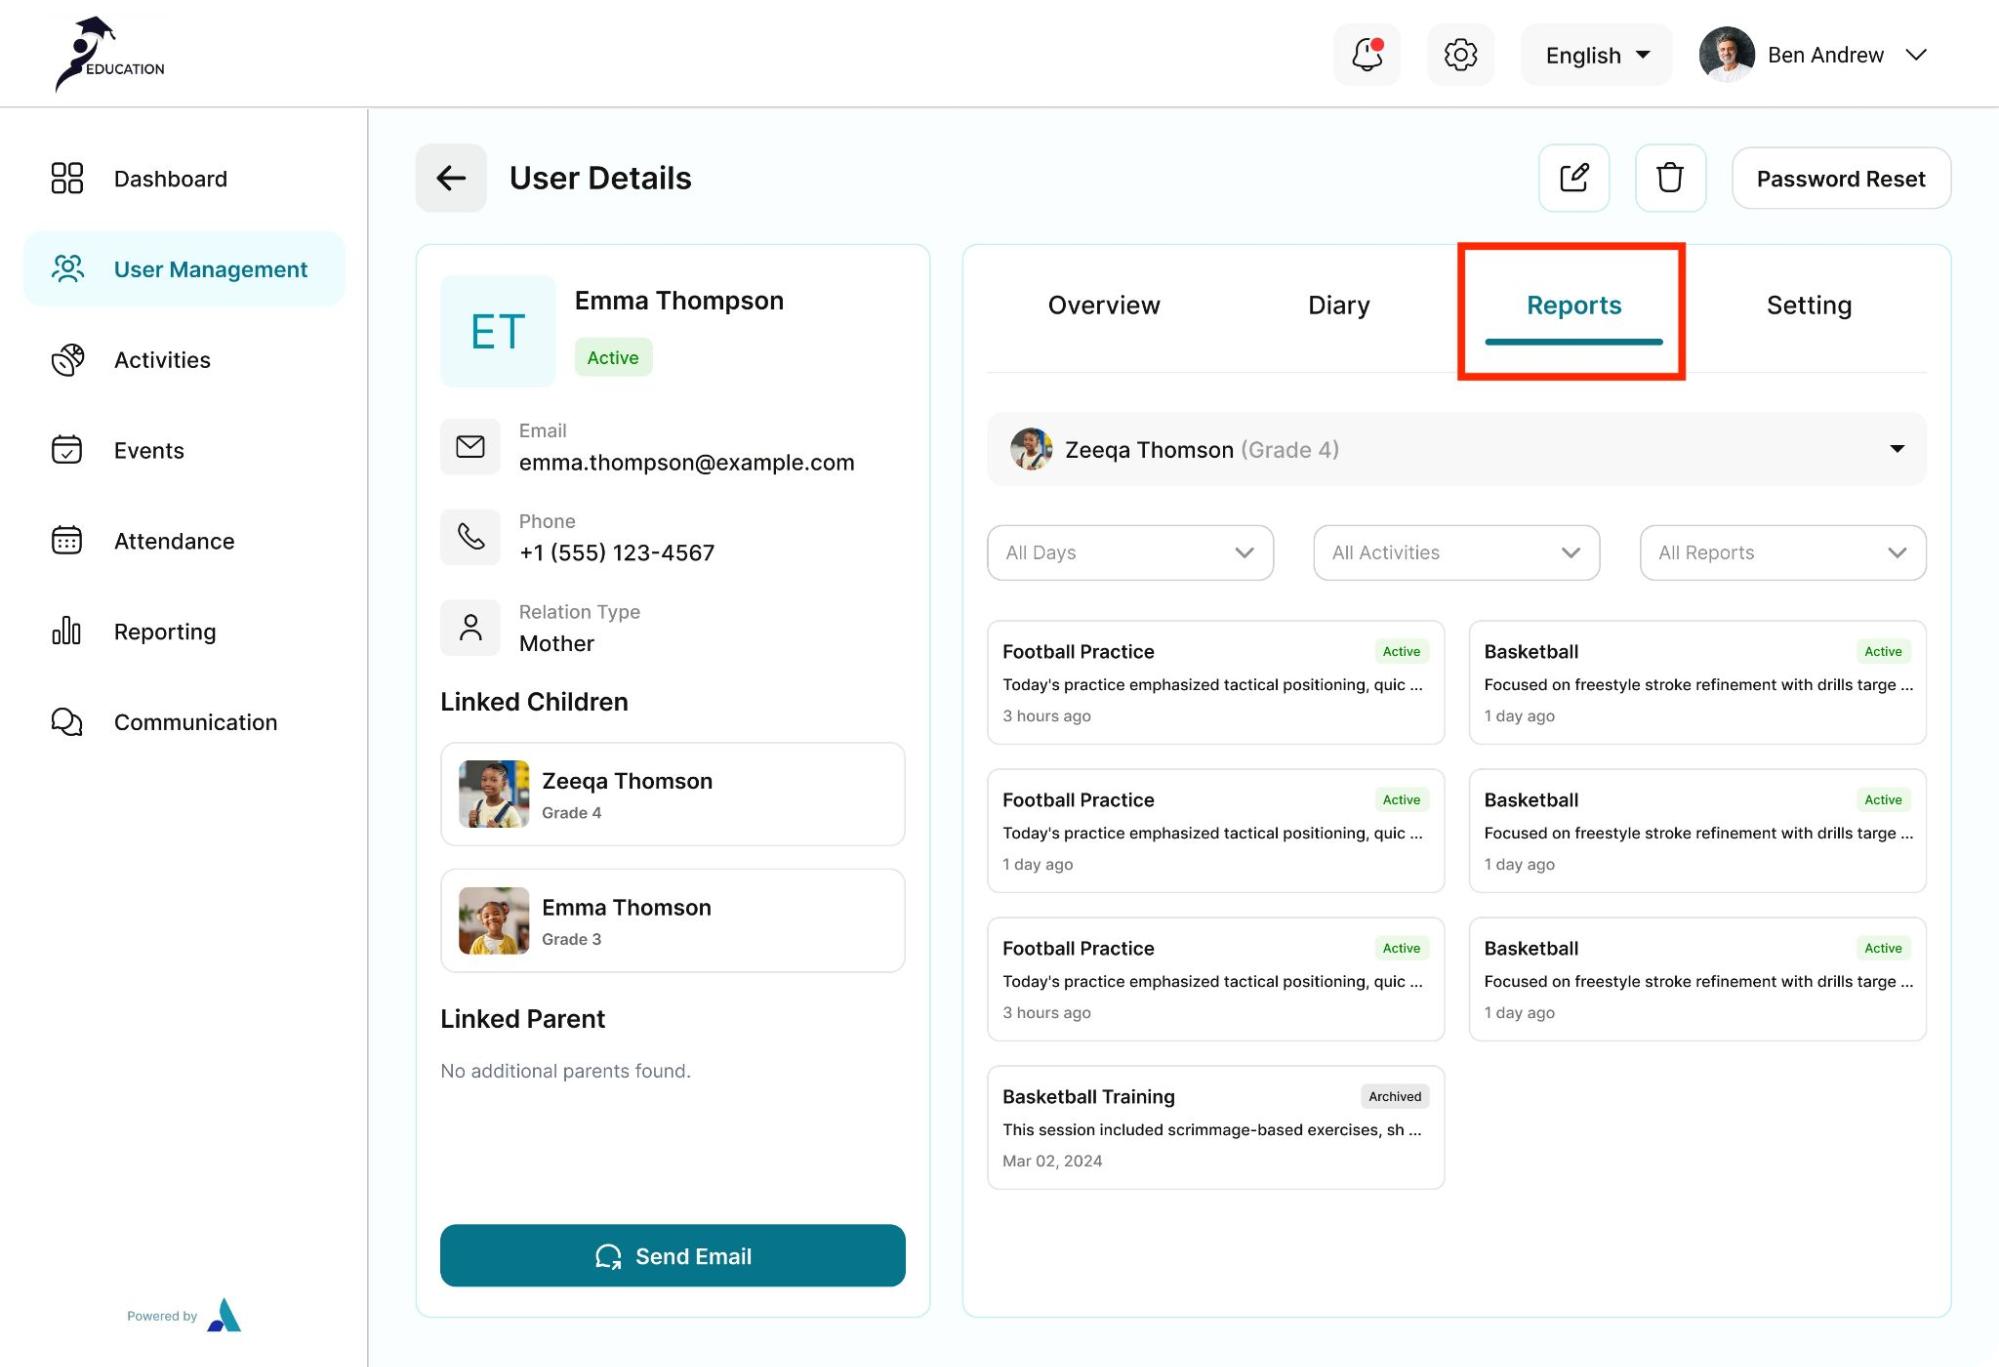 EDUCATION
English
Ben Andrew
Dashboard
User Management
Activities
Events
Attendance
Reporting
Communication
Powered by
User Details
Password Reset
ET
Emma Thompson
Active
Email
emma.thompson@example.com
Phone
+1 (555) 123-4567
Relation Type
Mother
Linked Children
Zeeqa Thomson
Grade 4
Emma Thomson
Grade 3
Linked Parent
No additional parents found.
Send Email
Overview
Diary
Reports
Setting
Zeeqa Thomson (Grade 4)
All Days
All Activities
All Reports
Football Practice
Active
Today's practice emphasized tactical positioning, quic ...
3 hours ago
Basketball
Active
Focused on freestyle stroke refinement with drills targe ...
1 day ago
Football Practice
Active
Today's practice emphasized tactical positioning, quic ...
1 day ago
Basketball
Active
Focused on freestyle stroke refinement with drills targe ...
1 day ago
Football Practice
Active
Today's practice emphasized tactical positioning, quic ...
3 hours ago
Basketball
Active
Focused on freestyle stroke refinement with drills targe ...
1 day ago
Basketball Training
Archived
This session included scrimmage-based exercises, sh ...
Mar 02, 2024